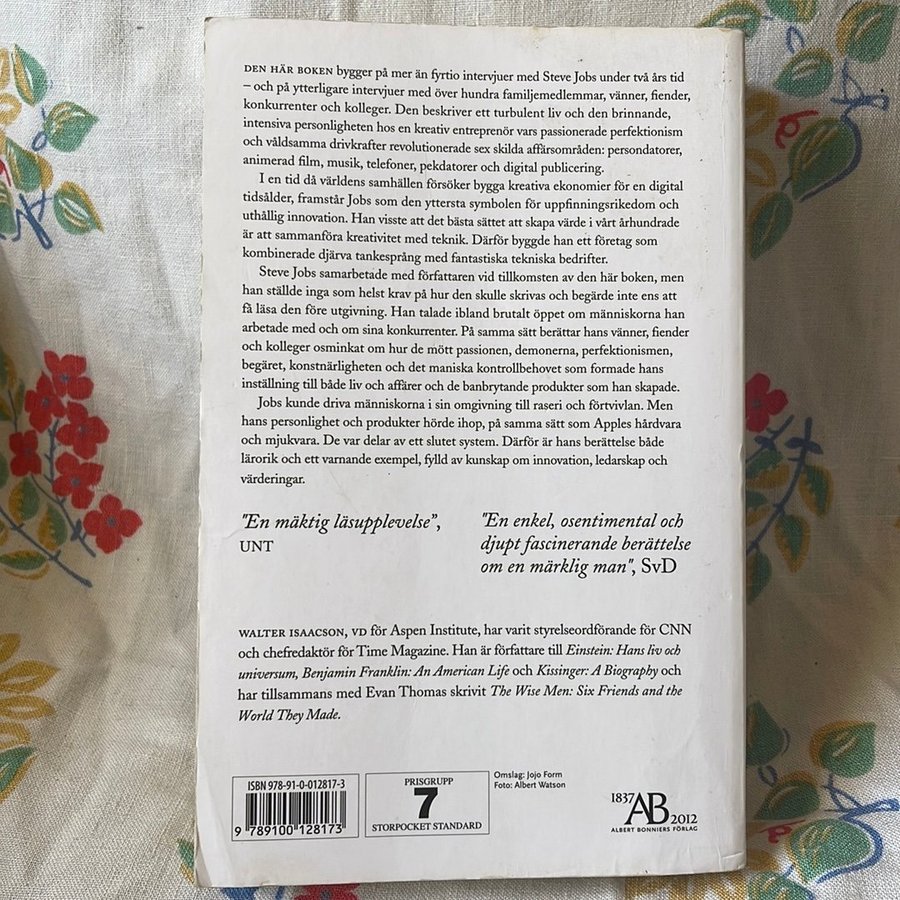 DEN HÄR BOKEN bygger på mer än fyrtio intervjuer med Steve Jobs under två års tid
– och på ytterligare intervjuer med över hundra familjemedlemmar, vänner, fiender,
konkurrenter och kolleger. Den beskriver ett turbulent liv och den brinnande,
intensiva personligheten hos en kreativ entreprenör vars passionerade perfektionism
och våldsamma drivkrafter revolutionerade sex skilda affärsområden: persondatorer,
animerad film, musik, telefoner, pekdatorer och digital publicering.
I en tid då världens samhällen försöker bygga kreativa ekonomier för en digital
tidsålder, framstår Jobs som den yttersta symbolen för uppfinningsrikedom och
uthållig innovation. Han visste att det bästa sättet att skapa värde i vårt århundrade
är att sammanföra kreativitet med teknik. Därför byggde han ett företag som
kombinerade djärva tankesprång med fantastiska tekniska bedrifter.
Steve Jobs samarbetade med författaren vid tillkomsten av den här boken, men
han ställde inga som helst krav på hur den skulle skrivas och begärde inte ens att
få läsa den före utgivning. Han talade ibland brutalt öppet om människorna han
arbetade med och om sina konkurrenter. På samma sätt berättar hans vänner, fiender
och kolleger osminkat om hur de mött passionen, demonerna, perfektionismen,
begäret, konstnärligheten och det maniska kontrollbehovet som formade hans
inställning till både liv och affärer och de banbrytande produkter som han skapade.
Jobs kunde driva människorna i sin omgivning till raseri och förtvivlan. Men
hans personlighet och produkter hörde ihop, på samma sätt som Apples hårdvara
och mjukvara. De var delar av ett slutet system. Därför är hans berättelse både
lärorik och ett varnande exempel, fylld av kunskap om innovation, ledarskap och
värderingar.
"En mäktig läsupplevelse",
UNT
"En enkel, osentimental och
djupt fascinerande berättelse
om en märklig man", SvD
WALTER ISAACSON, VD för Aspen Institute, har varit styrelseordförande för CNN
och chefredaktör för Time Magazine. Han är författare till Einstein: Hans liv och
universum, Benjamin Franklin: An American Life och Kissinger: A Biography och
har tillsammans med Evan Thomas skrivit The Wise Men: Six Friends and the
World They Made.
ISBN 978-91-0-012817-3
9 789100 128173
PRISGRUPP
7
STORPOCKET STANDARD
Omslag: Jojo Form
Foto: Albert Watson
1837 AB 2012
ALBERT BONNIERS FÖRLAG